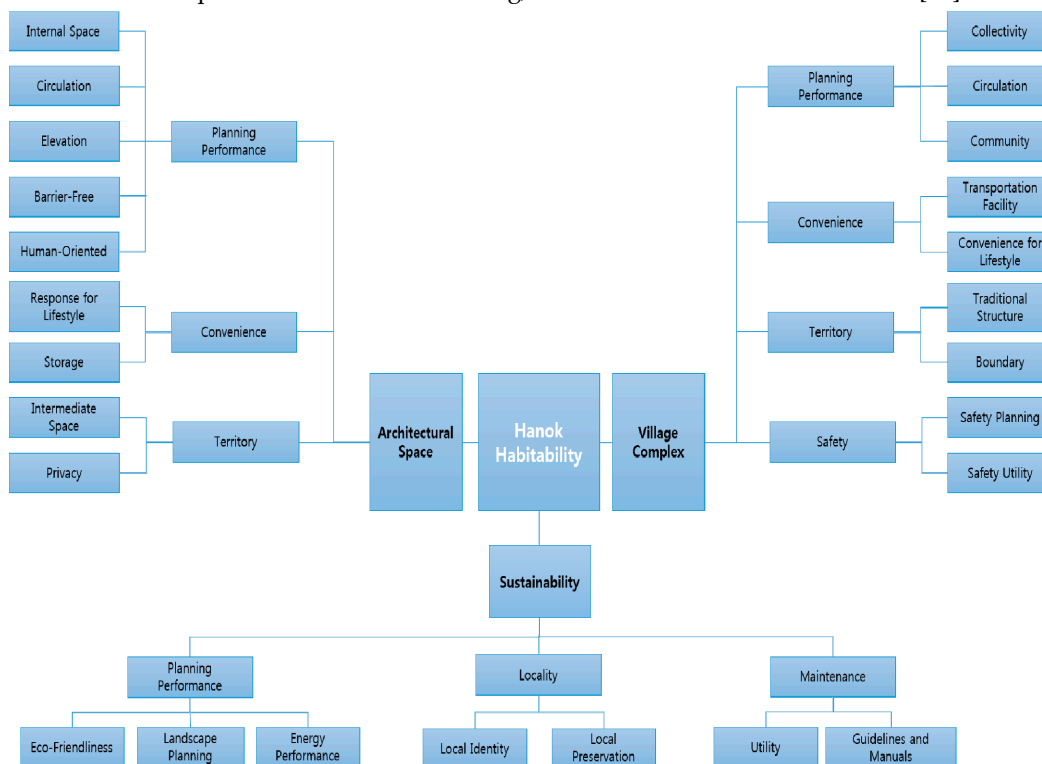 Internal Space
Circulation
Elevation
Barrier-Free
Human-Oriented
Response for
Lifestyle
Storage
Intermediate
Space
Privacy
Planning
Performance
Convenience
Territory
Architectural
Space
Hanok
Habitability
Village
Complex
Planning
Performance
Convenience
Territory
Safety
Collectivity
Circulation
Community
Transportation
Facility
Convenience for
Lifestyle
Traditional
Structure
Boundary
Safety Planning
Safety Utility
Sustainability
Planning
Performance
Locality
Maintenance
Eco-Friendliness
Landscape
Planning
Energy
Performance
Local Identity
Local
Preservation
Utility
Guidelines and
Manuals